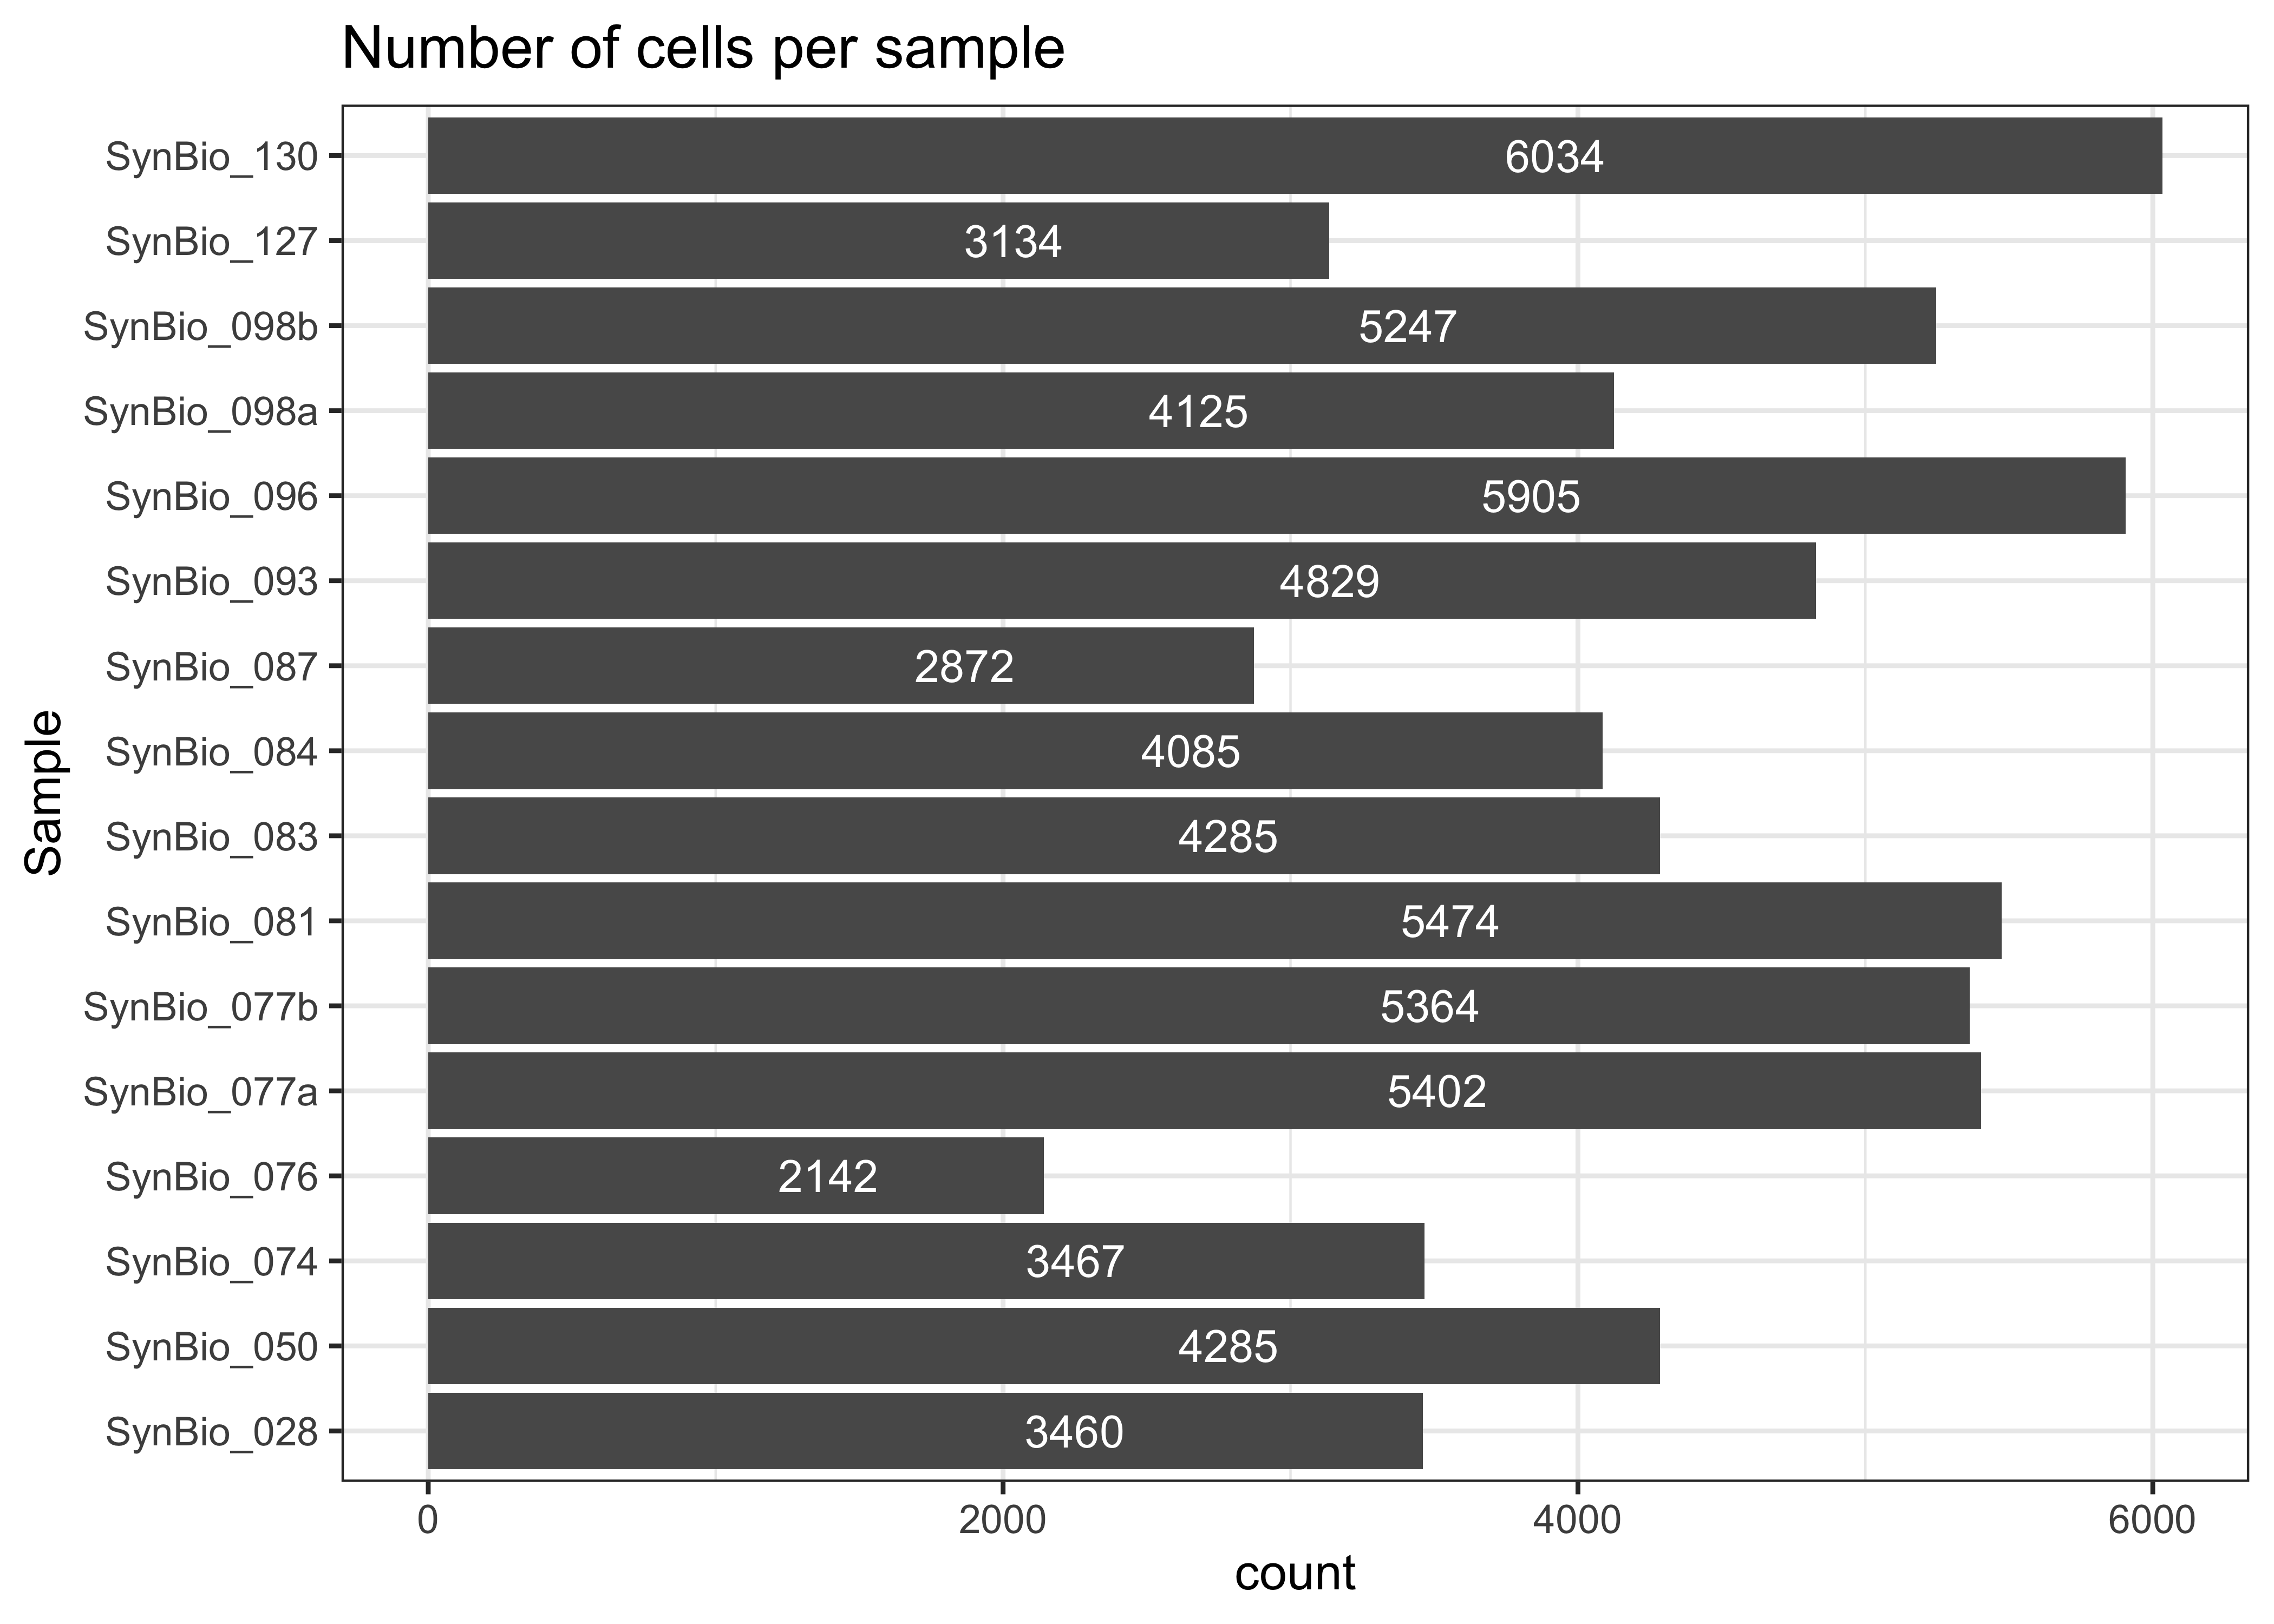 Number of cells per sample
SynBio_130 6034
SynBio_127 3134
SynBio_098b 5247
SynBio_098a 4125
SynBio_096 5905
SynBio_093 4829
SynBio_087 2872
SynBio_084 4085
SynBio_083 4285
SynBio_081 5474
SynBio_077b 5364
SynBio_077a 5402
SynBio_076 2142
SynBio_074 3467
SynBio_050 4285
SynBio_028 3460
Sample
0 2000 4000 6000
count